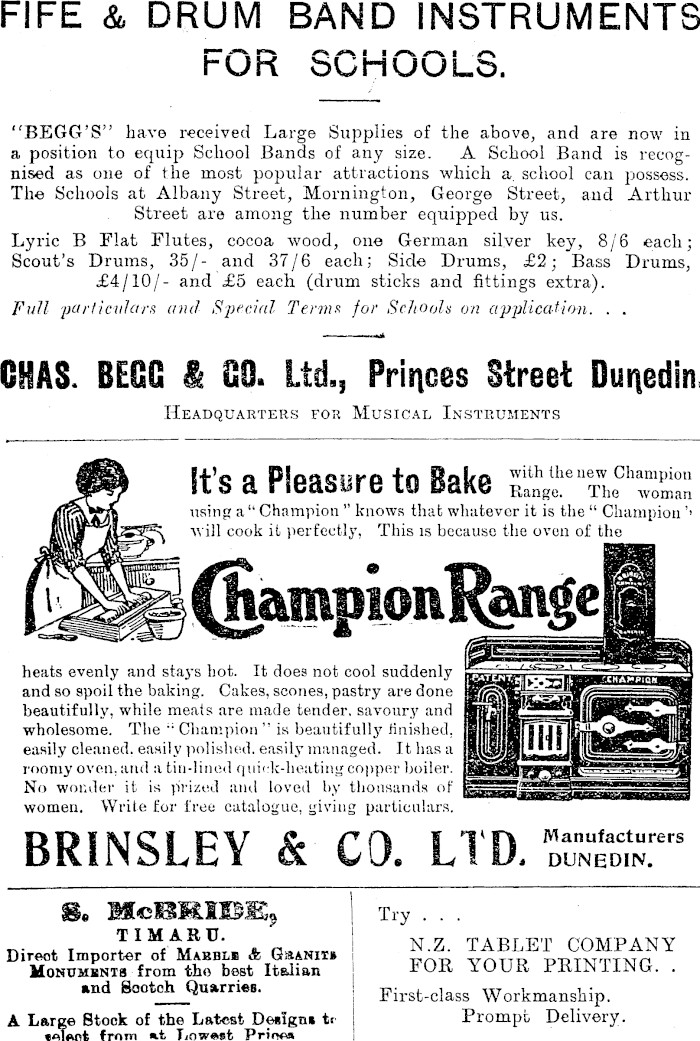 FIFE & DRUM BAND INSTRUMENTS
FOR SCHOOLS.
"BEGG'S" have received Large Supplies of the above, and are now in
a position to equip School Bands of any size. A School Band is recog-
nised as one of the most popular attractions which a school can possess.
The Schools at Albany Street, Mornington, George Street, and Arthur
Street are among the number equipped by us.
Lyric B Flat Flutes, cocoa wood, one German silver key, 8/6 each;
Scout's Drums, 35/- and 37/6 each; Side Drums, £2; Bass Drums,
£4/10/- and £5 each (drum sticks and fittings extra).
Full particulars and Special Terms for Schools on application. . .
CHAS. BEGG & CO. Ltd., Princes Street Dunedin.
HEADQUARTERS FOR MUSICAL INSTRUMENTS
It's a Pleasure to Bake with the new Champion
Range. The woman
using a "Champion" knows that whatever it is the "Champion"
will cook it perfectly, This is because the oven of the
Champion Range
heats evenly and stays hot. It does not cool suddenly
and so spoil the baking. Cakes, scones, pastry are done
beautifully, while meats are made tender, savoury and
wholesome. The "Champion" is beautifully finished,
easily cleaned, easily polished, easily managed. It has a
roomy oven, and a tin-lined quick-heating copper boiler.
No wonder it is prized and loved by thousands of
women. Write for free catalogue, giving particulars.
PATENT CHAMPION
BRINSLEY & CO. LTD. Manufacturers
DUNEDIN.
S. McBRIDE,
TIMARU.
Direct Importer of MARBLE & GRANITE
MONUMENTS from the best Italian
and Scotch Quarries.
A Large Stock of the Latest Designs to
select from at Lowest Prices
Try . . .
N.Z. TABLET COMPANY
FOR YOUR PRINTING. .
First-class Workmanship.
Prompt Delivery.